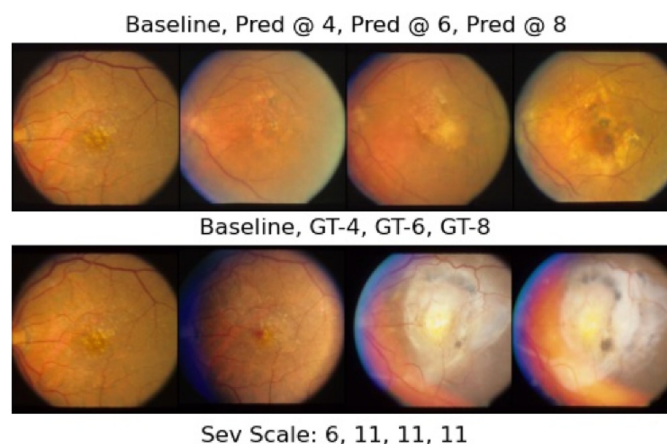 Baseline, Pred @ 4, Pred @ 6, Pred @ 8
Baseline, GT-4, GT-6, GT-8
Sev Scale: 6, 11, 11, 11